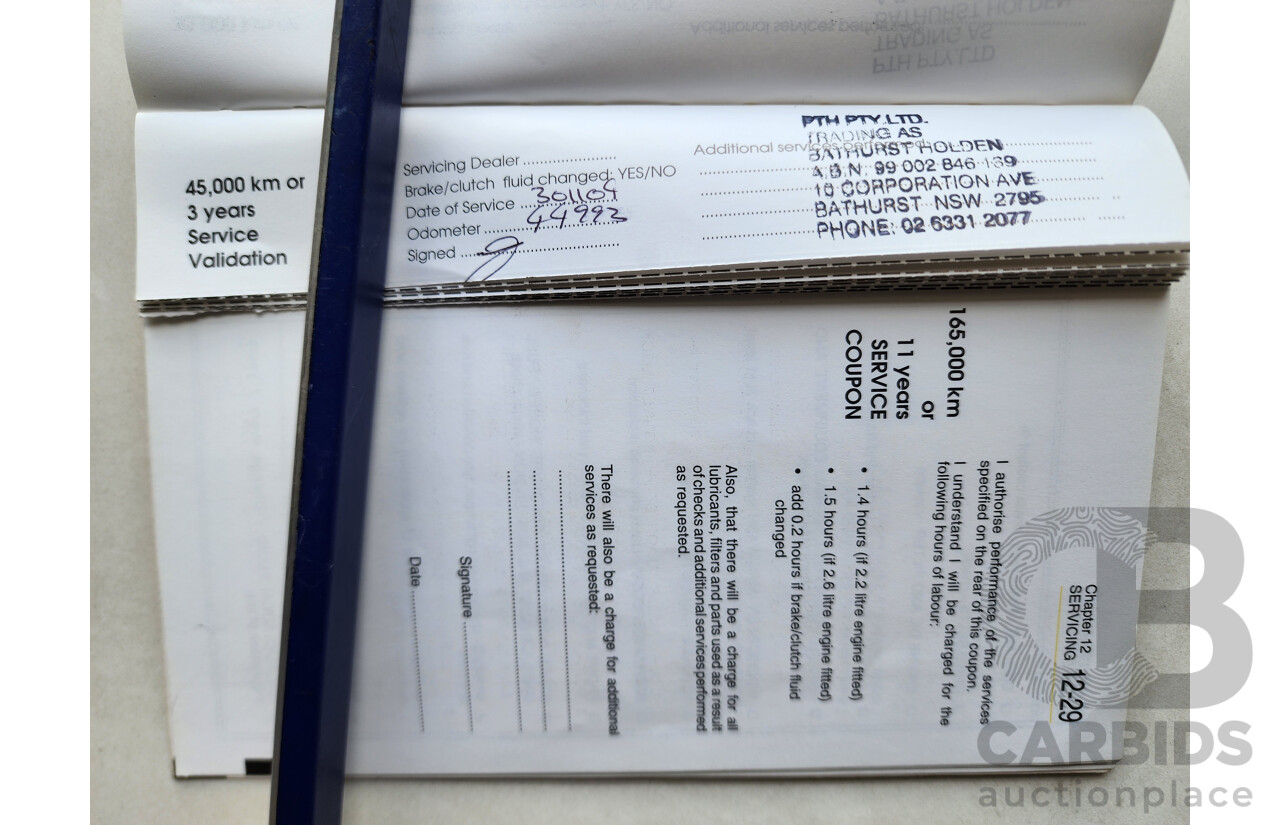 45,000 km or
3 years
Service
Validation
Servicing Dealer
Brake/clutch fluid changed: YES/NO
Date of Service 301104
Odometer 44993
Signed
Additional services performed
PTH PTY.LTD.
TRADING AS
BATHURST HOLDEN
A.B.N. 99 002 846 139
10 CORPORATION AVE
BATHURST NSW 2795
PHONE: 02 6331 2077
Chapter 12
SERVICING 12-29
165,000 km
or
11 years
SERVICE
COUPON
I authorise performance of the services
specified on the rear of this coupon.
I understand I will be charged for the
following hours of labour:
• 1.4 hours (if 2.2 litre engine fitted)
• 1.5 hours (if 2.6 litre engine fitted)
• add 0.2 hours if brake/clutch fluid
changed
Also, that there will be a charge for all
lubricants, filters and parts used as a result
of checks and additional services performed
as requested.
There will also be a charge for additional
services as requested:
Signature
Date
CARBIDS
auctionplace